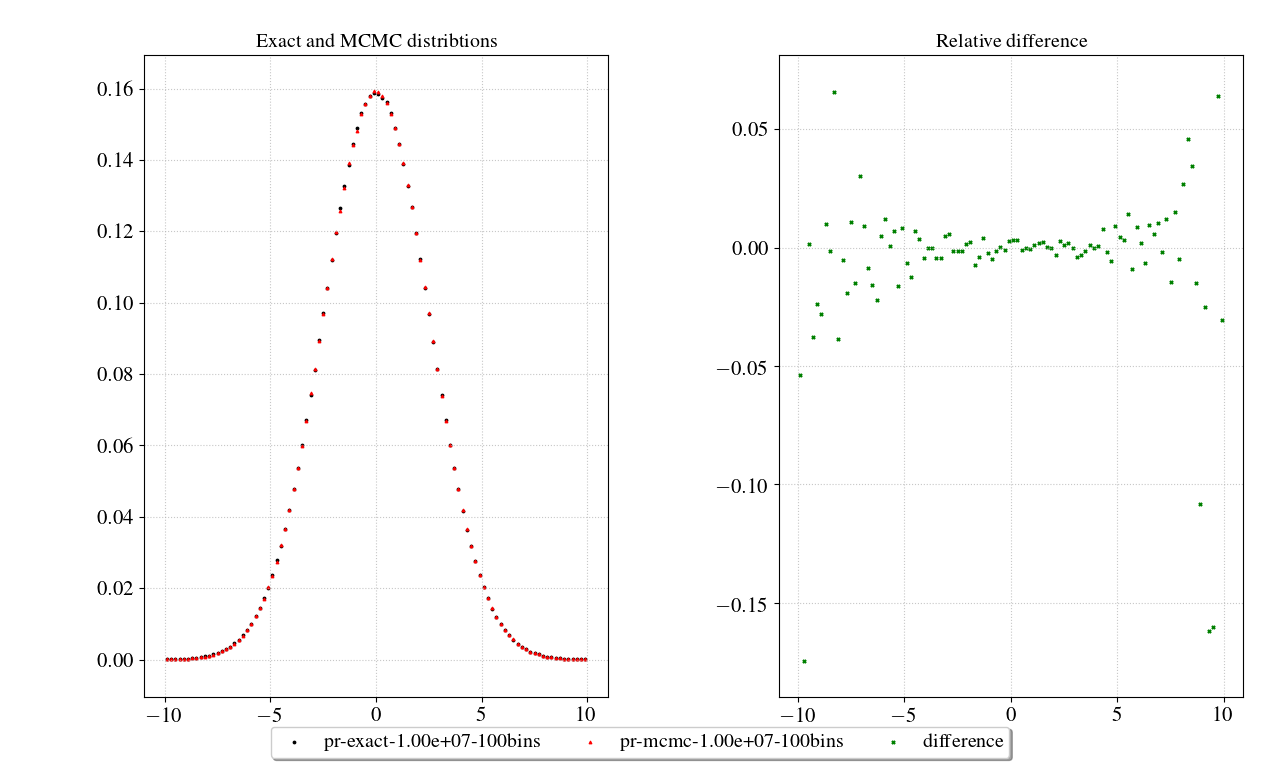 Exact and MCMC distribtions
0.16
0.14
0.12
0.10
0.08
0.06
0.04
0.02
0.00
−10 −5 0 5 10
Relative difference
0.05
0.00
−0.05
−0.10
−0.15
−10 −5 0 5 10
pr-exact-1.00e+07-100bins pr-mcmc-1.00e+07-100bins difference